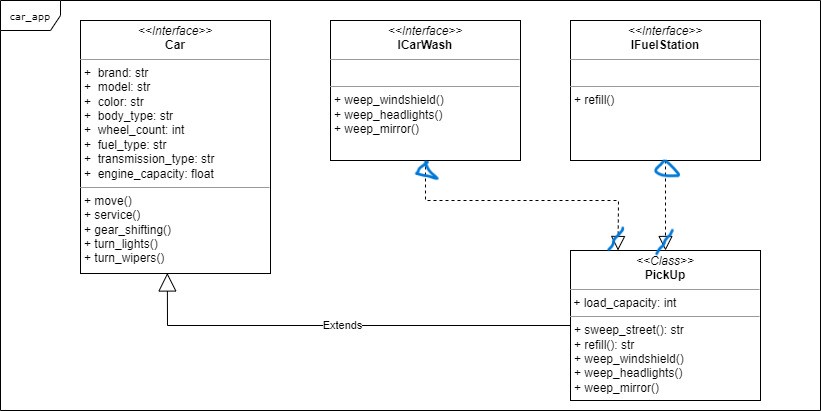 car_app
<<Interface>>
Car
+ brand: str
+ model: str
+ color: str
+ body_type: str
+ wheel_count: int
+ fuel_type: str
+ transmission_type: str
+ engine_capacity: float
+ move()
+ service()
+ gear_shifting()
+ turn_lights()
+ turn_wipers()
<<Interface>>
ICarWash
+ weep_windshield()
+ weep_headlights()
+ weep_mirror()
<<Interface>>
IFuelStation
+ refill()
<<Class>>
PickUp
+ load_capacity: int
+ sweep_street(): str
+ refill(): str
+ weep_windshield()
+ weep_headlights()
+ weep_mirror()
Extends